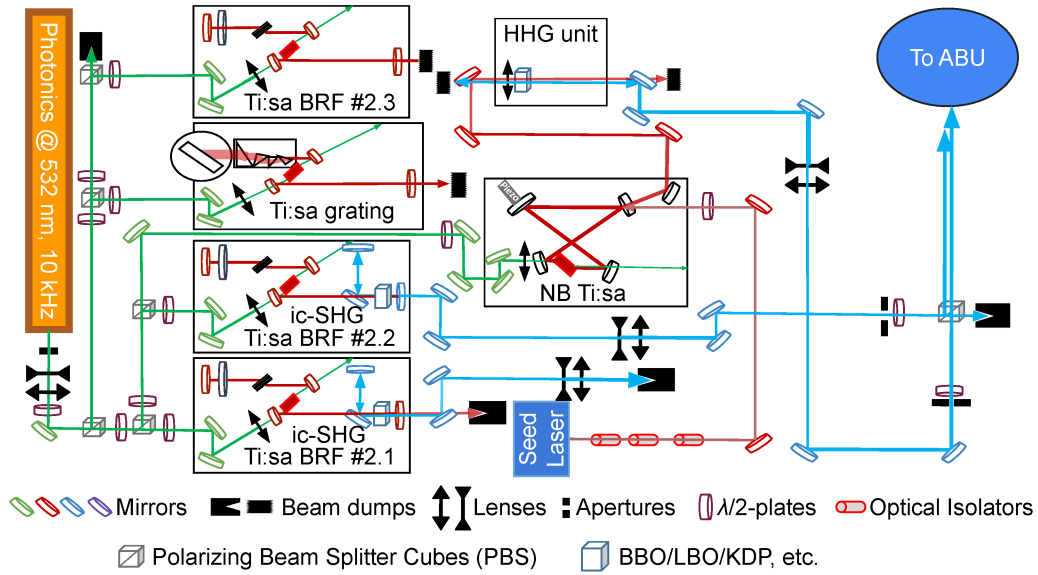 Photonics @ 532 nm, 10 kHz
Ti:sa BRF #2.3
HHG unit
To ABU
Ti:sa grating
Piezo
NB Ti:sa
ic-SHG
Ti:sa BRF #2.2
ic-SHG
Ti:sa BRF #2.1
Seed
Laser
Mirrors
Beam dumps
Lenses
Apertures
λ/2-plates
Optical Isolators
Polarizing Beam Splitter Cubes (PBS)
BBO/LBO/KDP, etc.